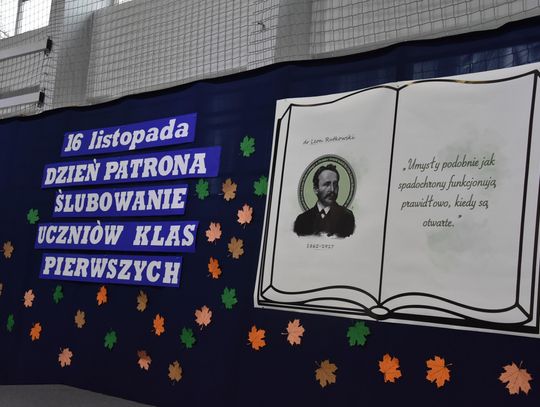 16 listopada
DZIEŃ PATRONA
ŚLUBOWANIE
UCZNIÓW KLAS
PIERWSZYCH
dr Leon Rutkowski
1862-1917
„Umysły podobnie jak
spadochrony funkcjonują
prawidłowo, kiedy są
otwarte."